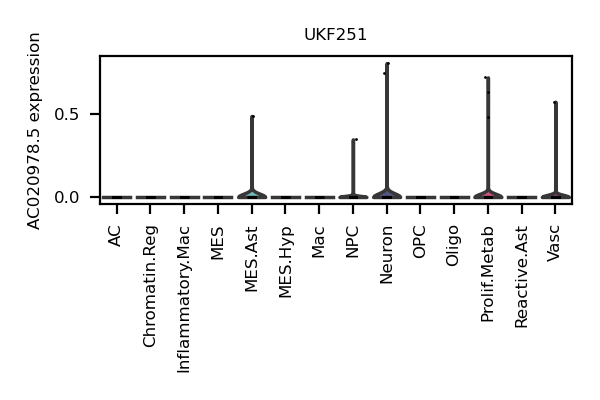 UKF251
AC020978.5 expression
0.5
0.0
AC
Chromatin.Reg
Inflammatory.Mac
MES
MES.Ast
MES.Hyp
Mac
NPC
Neuron
OPC
Oligo
Prolif.Metab
Reactive.Ast
Vasc